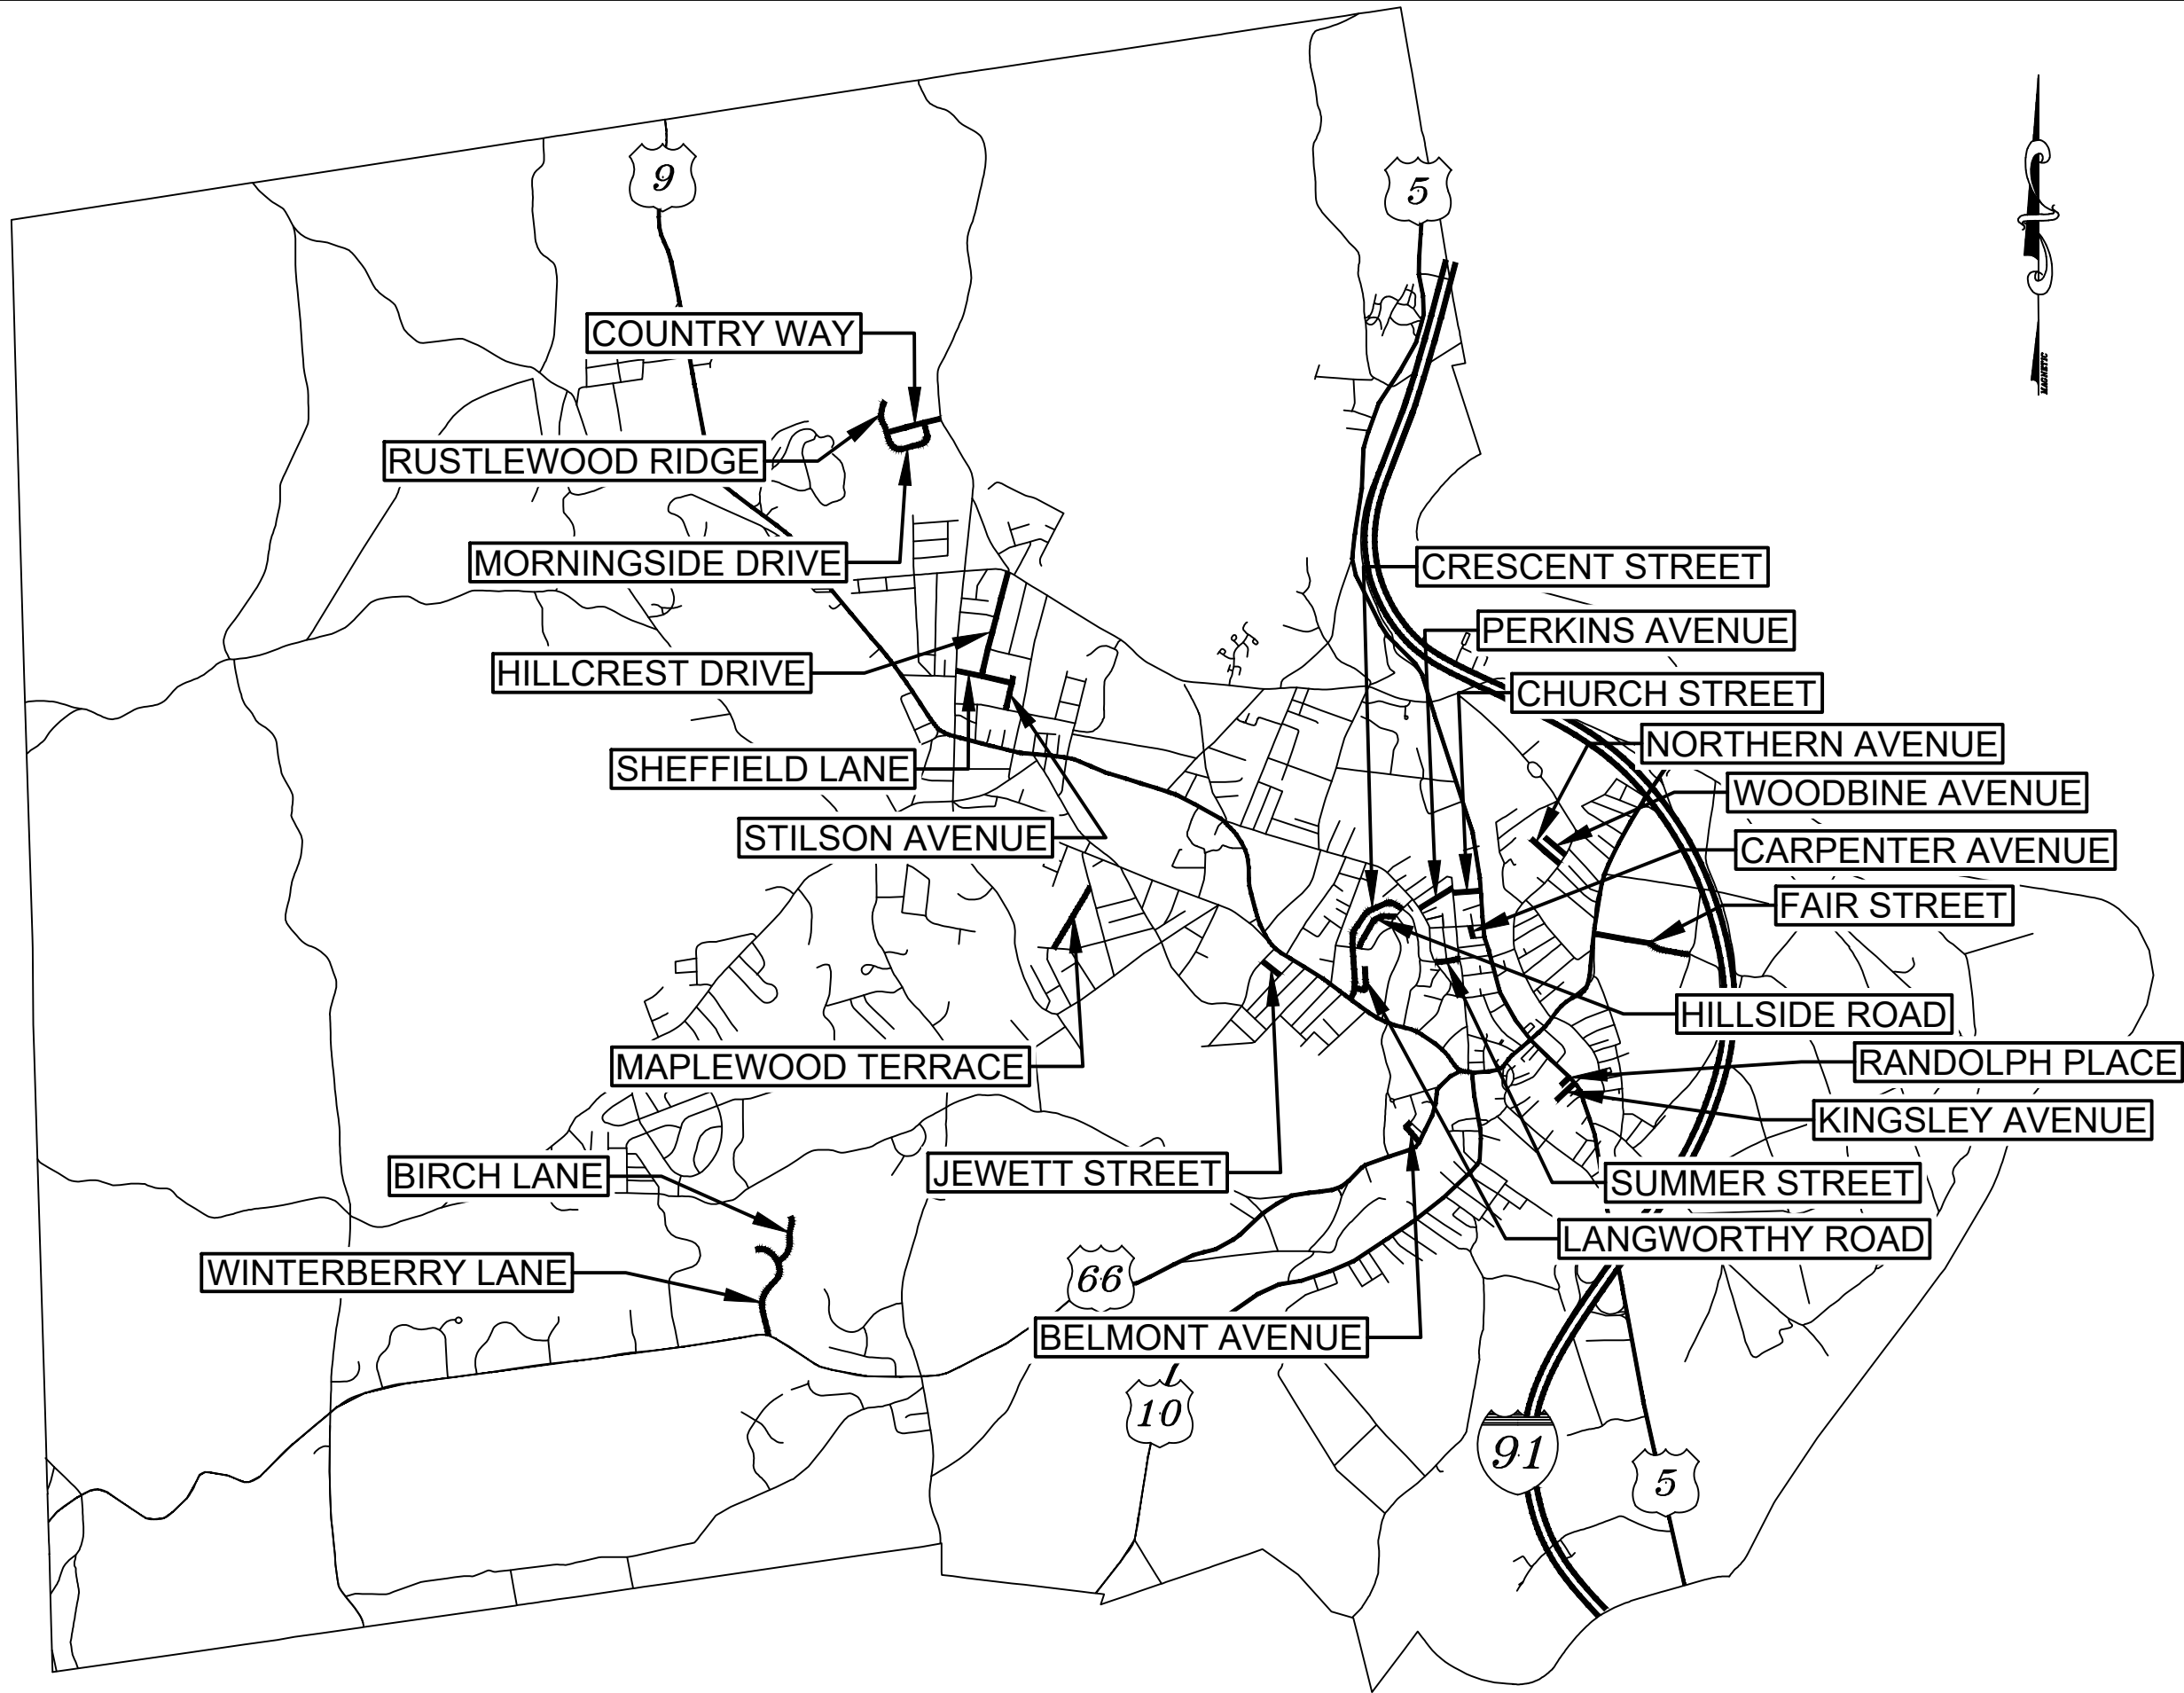 9
5
COUNTRY WAY
MAGNETIC
RUSTLEWOOD RIDGE
MORNINGSIDE DRIVE
CRESCENT STREET
PERKINS AVENUE
HILLCREST DRIVE
CHURCH STREET
NORTHERN AVENUE
SHEFFIELD LANE
WOODBINE AVENUE
STILSON AVENUE
CARPENTER AVENUE
FAIR STREET
HILLSIDE ROAD
MAPLEWOOD TERRACE
RANDOLPH PLACE
KINGSLEY AVENUE
BIRCH LANE
JEWETT STREET
SUMMER STREET
LANGWORTHY ROAD
WINTERBERRY LANE
66
BELMONT AVENUE
10
91
5